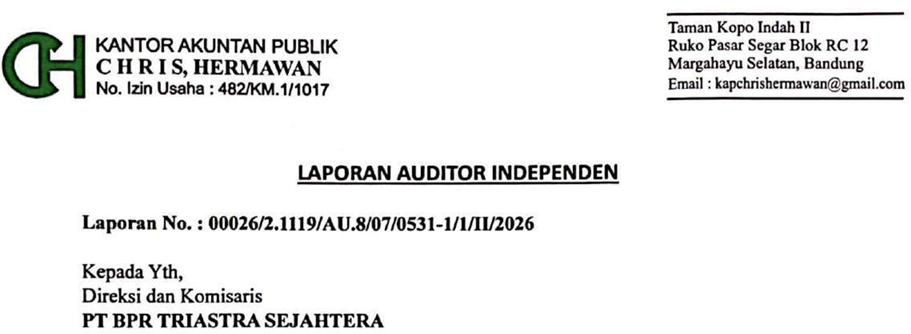 CH
KANTOR AKUNTAN PUBLIK
CHRIS, HERMAWAN
No. Izin Usaha : 482/KM.1/1017
Taman Kopo Indah II
Ruko Pasar Segar Blok RC 12
Margahayu Selatan, Bandung
Email : kapchrishermawan@gmail.com
LAPORAN AUDITOR INDEPENDEN
Laporan No. : 00026/2.1119/AU.8/07/0531-1/1/II/2026
Kepada Yth,
Direksi dan Komisaris
PT BPR TRIASTRA SEJAHTERA